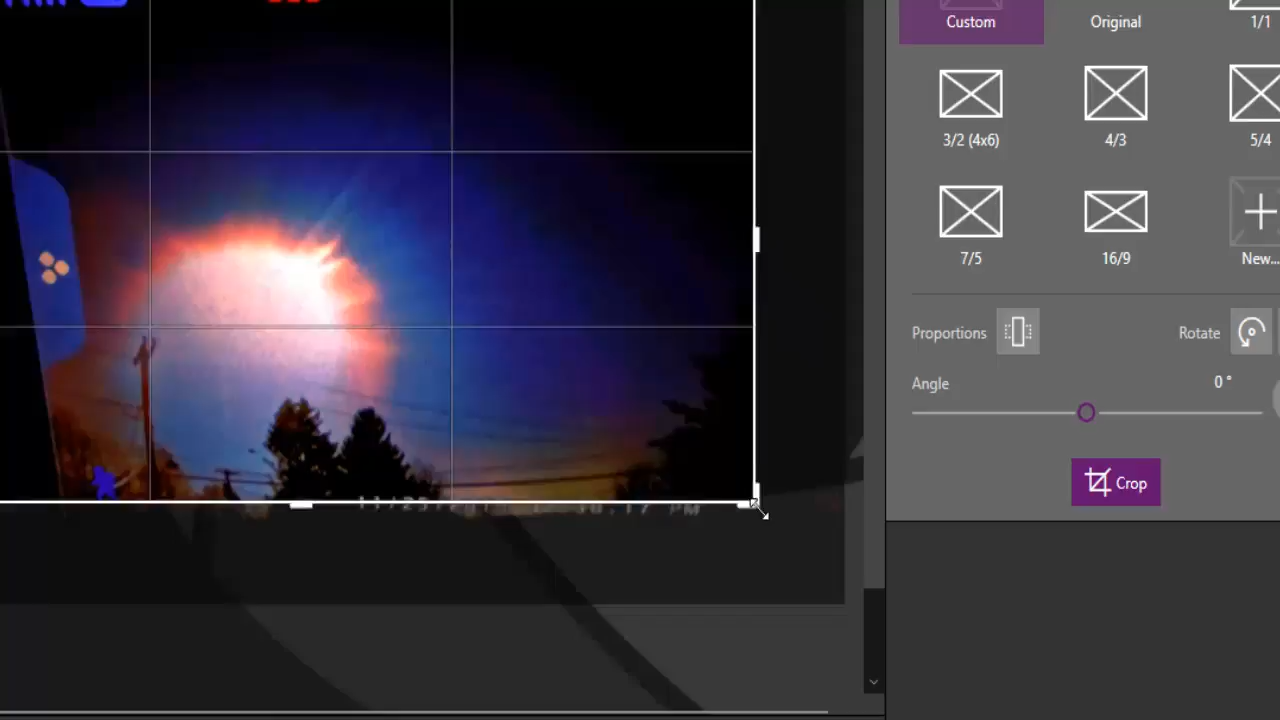 Custom
Original
1/1
3/2 (4x6)
4/3
5/4
7/5
16/9
New...
Proportions
Rotate
Angle
0 °
Crop
PM